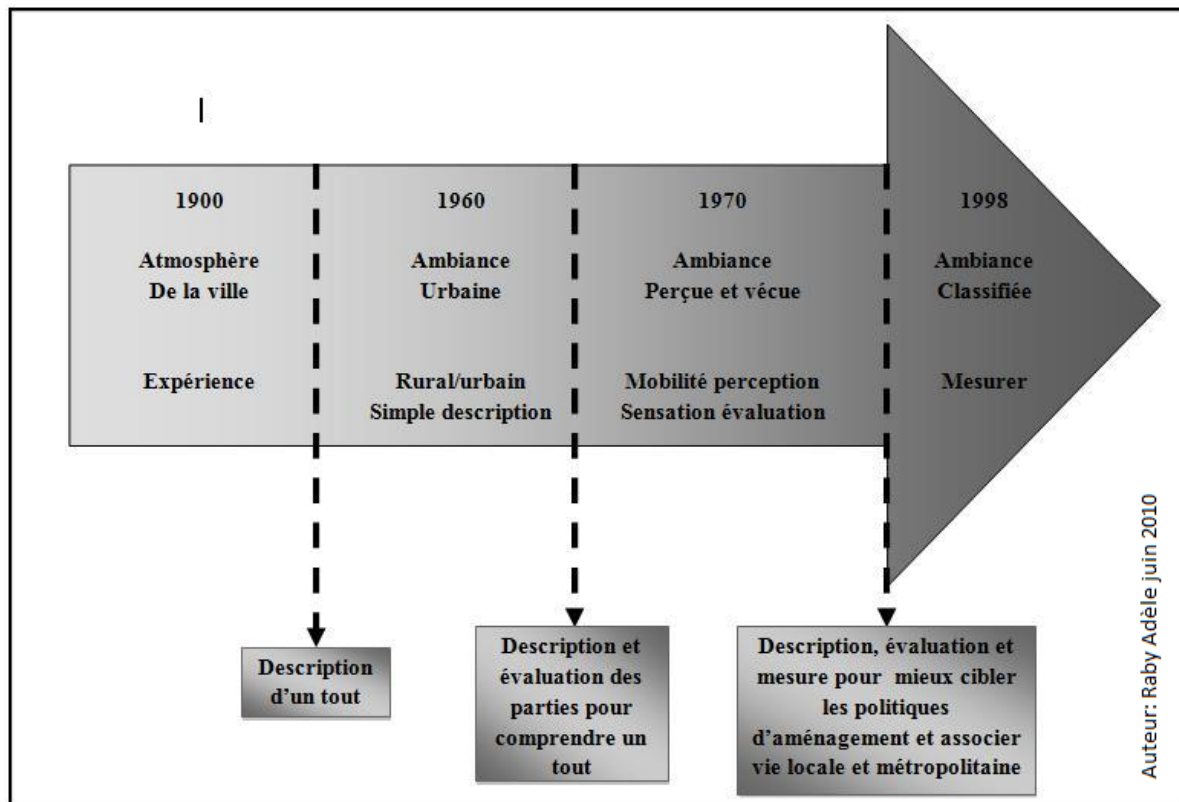 1900
Atmosphère
De la ville
Expérience
1960
Ambiance
Urbaine
Rural/urbain
Simple description
1970
Ambiance
Perçue et vécue
Mobilité perception
Sensation évaluation
1998
Ambiance
Classifiée
Mesurer
Description
d'un tout
Description et
évaluation des
parties pour
comprendre un
tout
Description, évaluation et
mesure pour mieux cibler
les politiques
d'aménagement et associer
vie locale et métropolitaine
Auteur: Raby Adèle juin 2010